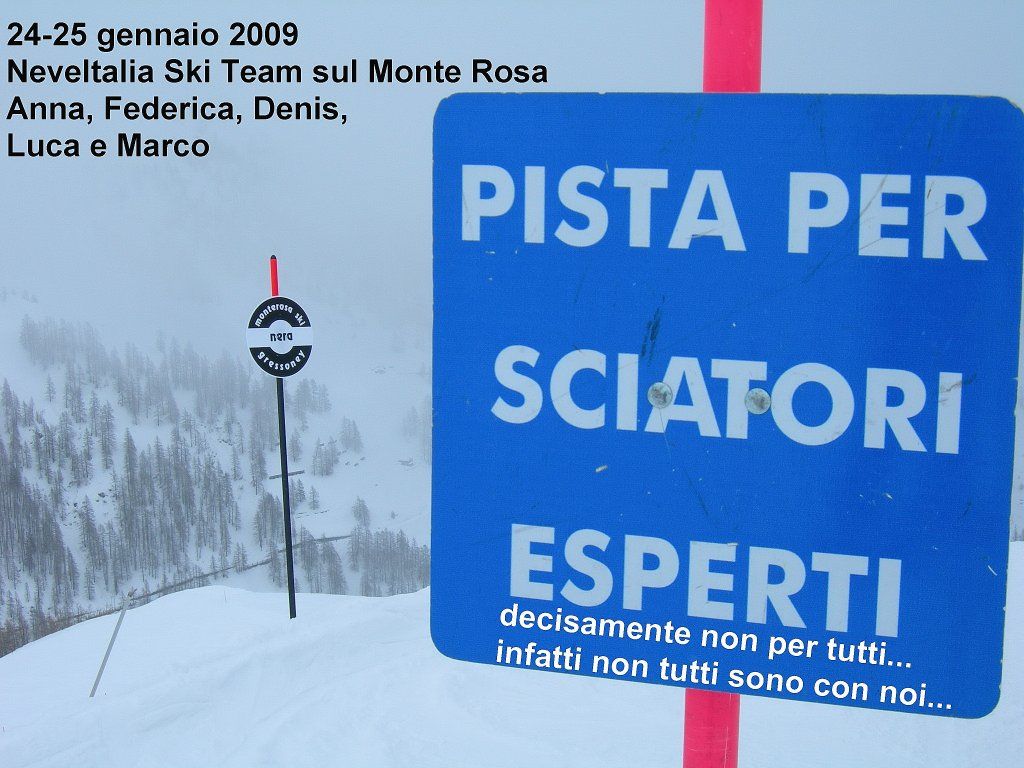 24-25 gennaio 2009
NeveItalia Ski Team sul Monte Rosa
Anna, Federica, Denis,
Luca e Marco
monterosa ski
nera
gressoney
PISTA PER
SCIATORI
ESPERTI
decisamente non per tutti...
infatti non tutti sono con noi...